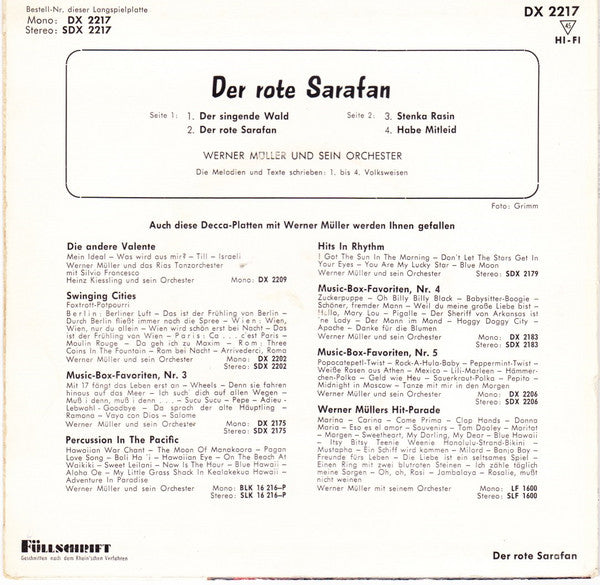 Bestell-Nr. dieser Langspielplatte
Mono: DX 2217
Stereo: SDX 2217
DX 2217
45
HI-FI
Der rote Sarafan
Seite 1: 1. Der singende Wald
2. Der rote Sarafan
Seite 2: 3. Stenka Rasin
4. Habe Mitleid
WERNER MÜLLER UND SEIN ORCHESTER
Die Melodien und Texte schrieben: 1. bis 4. Volksweisen
Foto: Grimm
Auch diese Decca-Platten mit Werner Müller werden Ihnen gefallen
Die andere Valente
Mein Ideal – Was wird aus mir? – Till – Israeli
Werner Müller und das Rias Tanzorchester
mit Silvio Francesco
Heinz Kiessling und sein Orchester Mono: DX 2209
Swinging Cities
Foxtrott-Potpourri
Berlin: Berliner Luft – Das ist der Frühling von Berlin –
Durch Berlin fließt immer noch die Spree – Wien: Wien,
Wien, nur du allein – Wien wird schön erst bei Nacht – Das
ist der Frühling von Wien – Paris: Ca . . . c'est Paris –
Moulin Rouge – Da geh ich zu Maxim – Rom: Three
Coins In the Fountain – Ram bei Nacht – Arrivederci, Roma
Werner Müller und sein Orchester Mono: DX 2202
Stereo: SDX 2202
Music-Box-Favoriten, Nr. 3
Mit 17 fängt das Leben erst an – Wheels – Denn sie fahren
hinaus auf das Meer – Ich such' dich auf allen Wegen –
Muß i denn, muß i denn . . . – Sucu Sucu – Pepe – Adieu -
Lebwohl - Goodbye – Da sprach der alte Häuptling –
Ramona – Vaya con Dios – Salome
Werner Müller und sein Orchester Mono: DX 2175
Stereo: SDX 2175
Percussion In The Pacific
Hawaiian War Chant – The Moon Of Manakoora – Pagan
Love Song – Bali Ha 'i – Hawaiian Eye – On The Beach At
Waikiki – Sweet Leilani – Now Is The Hour – Blue Hawaii –
Aloha Oe – My Little Grass Shack In Kealakekua Hawaii –
Adventure In Paradise
Werner Müller und sein Orchester Mono: BLK 16 216–P
Stereo: SLK 16 216–P
Hits In Rhythm
I Got The Sun In The Morning – Don't Let The Stars Get In
Your Eyes – You Are My Lucky Star – Blue Moon
Werner Müller und sein Orchester Stereo: SDX 2179
Music-Box-Favoriten, Nr. 4
Zuckerpuppe – Oh Billy Billy Black – Babysitter-Boogie –
Schöner, fremder Mann – Weil du meine große Liebe bist –
Hello, Mary Lou – Pigalle – Der Sheriff von Arkansas ist
'ne Lady – Der Mann im Mond – Hoggy Doggy City –
Apache – Danke für die Blumen
Werner Müller und sein Orchester Mono: DX 2183
Stereo: SDX 2183
Music-Box-Favoriten, Nr. 5
Popocatepetl-Twist – Rock-A-Hula-Baby – Peppermint-Twist –
Weiße Rosen aus Athen – Mexico – Lili-Marleen – Hämmer-
chen-Polka – Geld wie Heu – Sauerkraut-Polka – Pepito –
Midnight in Moscow – Tanze mit mir in den Morgen
Werner Müller und sein Orchester Mono: DX 2206
Stereo: SDX 2206
Werner Müllers Hit-Parade
Marina – Carina – Come Prima – Clap Hands – Donna
Maria – Eso es el amor – Souvenirs – Tom Dooley – Moritat
– Morgen – Sweetheart, My Darling, My Dear – Blue Hawaii
– Itsy Bitsy Teenie Weenie Honolulu-Strand-Bikini –
Mustapha – Ein Schiff wird kommen – Milord – Banjo Boy –
Freunde fürs Leben – Die Liebe ist ein seltsames Spiel –
Einen Ring mit zwei blutroten Steinen – Ich zähle täglich
meine Sorgen – Oh, oh, Rosi – Jambalaya – Rosalie, mußt
nicht weinen
Werner Müller mit seinem Orchester Mono: LF 1600
Stereo: SLF 1600
FÜLLSCHRIFT
Geschnitten nach dem Rhein'schen Verfahren
Der rote Sarafan